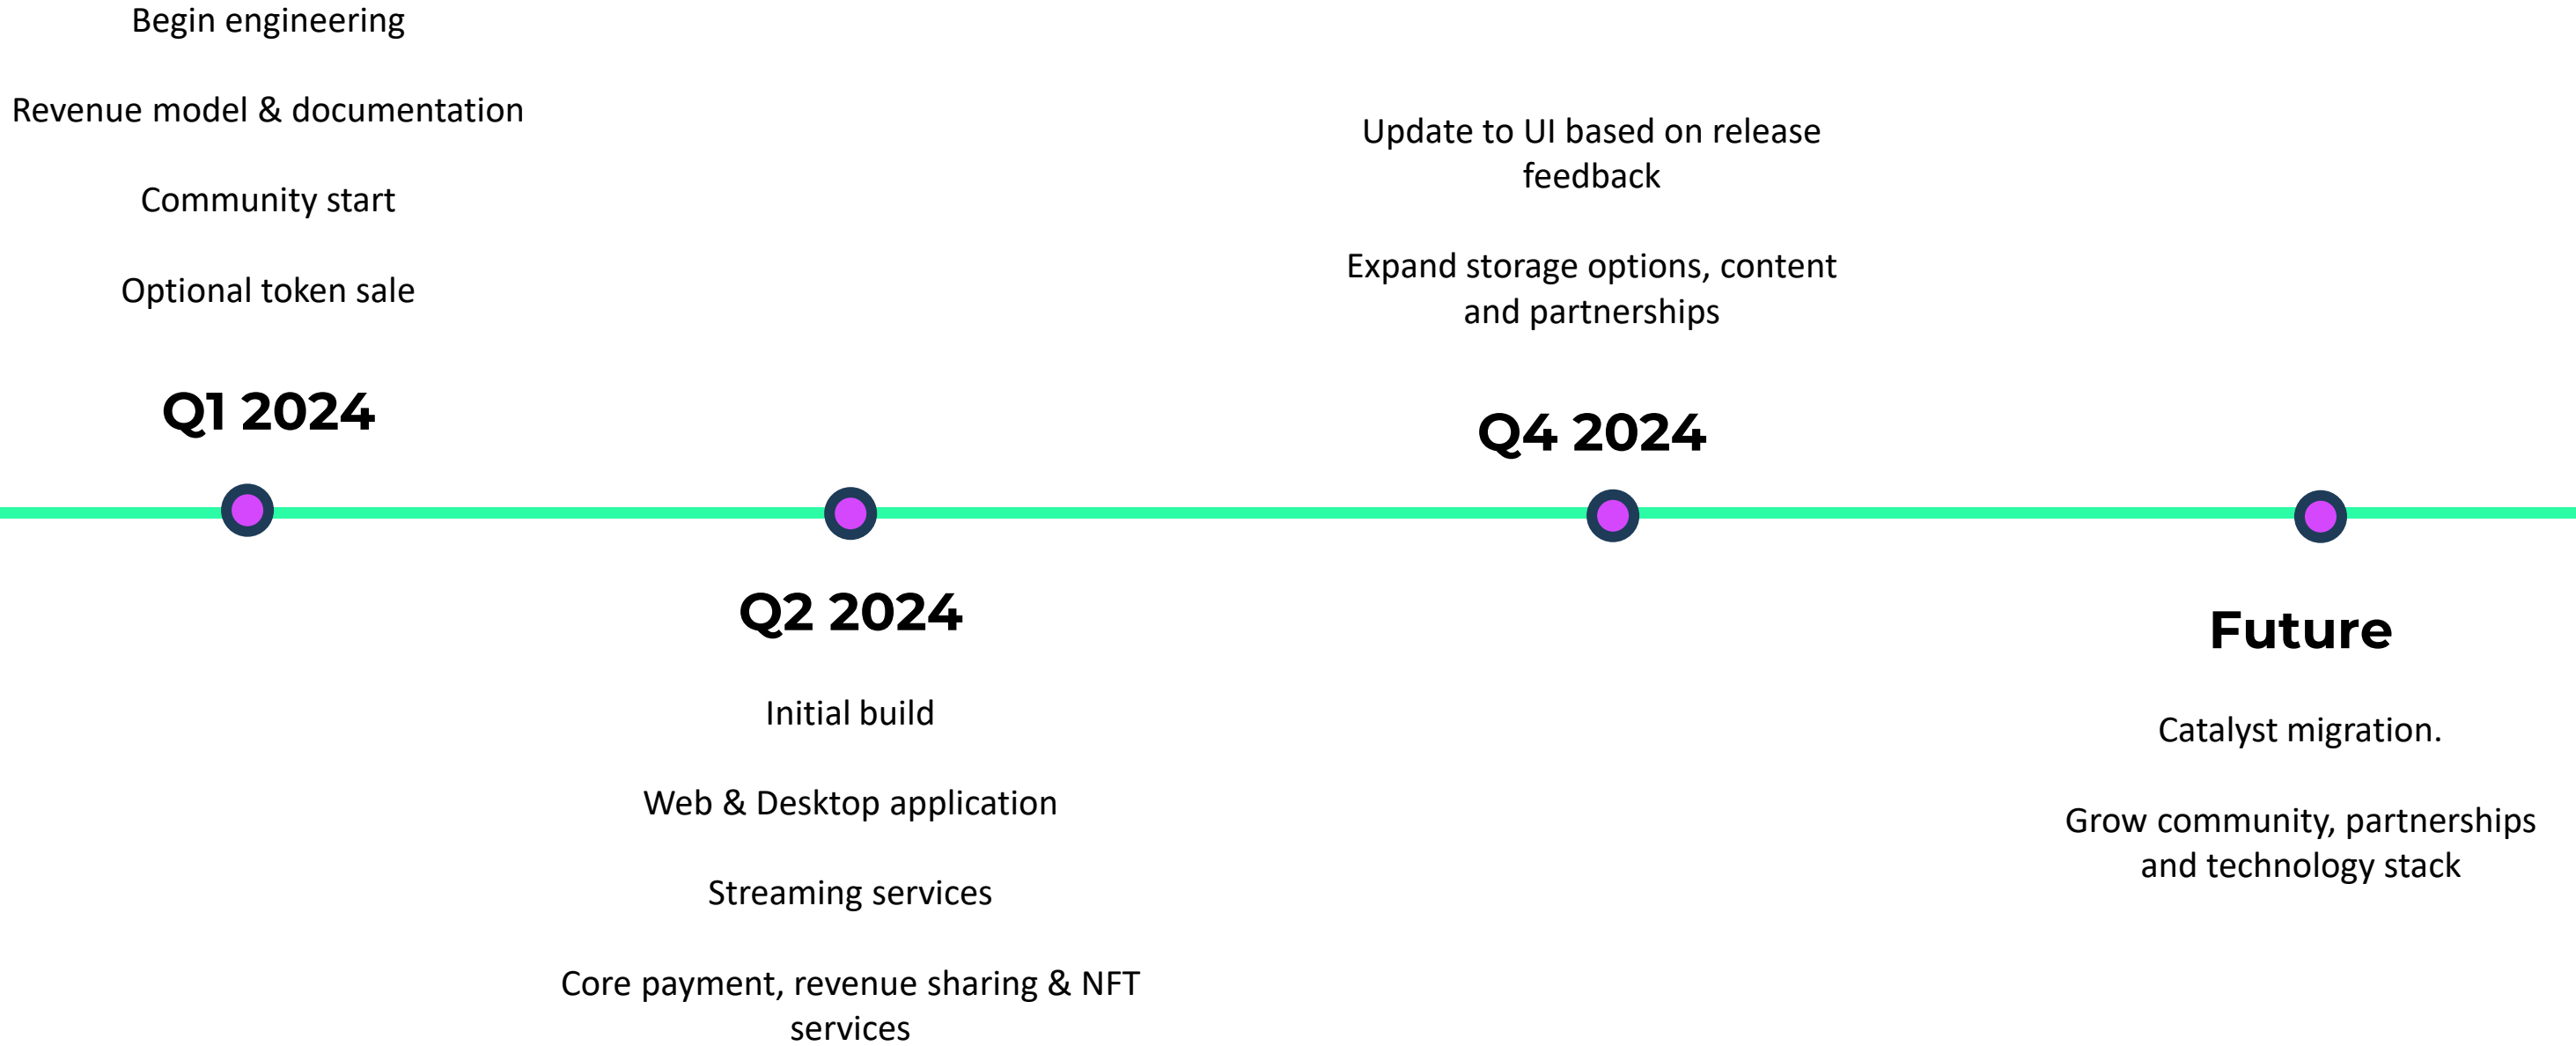 Begin engineering
Revenue model & documentation
Community start
Optional token sale
Q1 2024
Q2 2024
Initial build
Web & Desktop application
Streaming services
Core payment, revenue sharing & NFT
services
Update to UI based on release
feedback
Expand storage options, content
and partnerships
Q4 2024
Future
Catalyst migration.
Grow community, partnerships
and technology stack